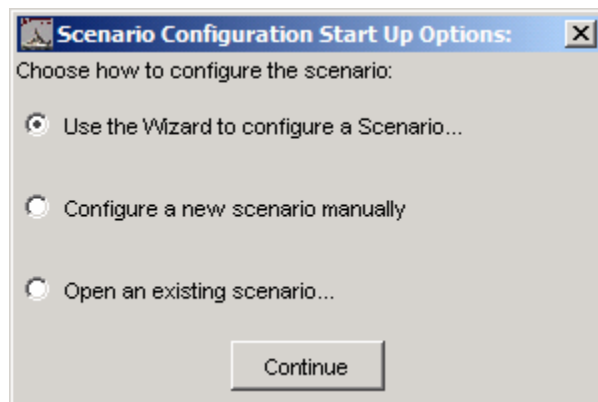 Scenario Configuration Start Up Options:
Choose how to configure the scenario:
Use the Wizard to configure a Scenario...
Configure a new scenario manually
Open an existing scenario...
Continue